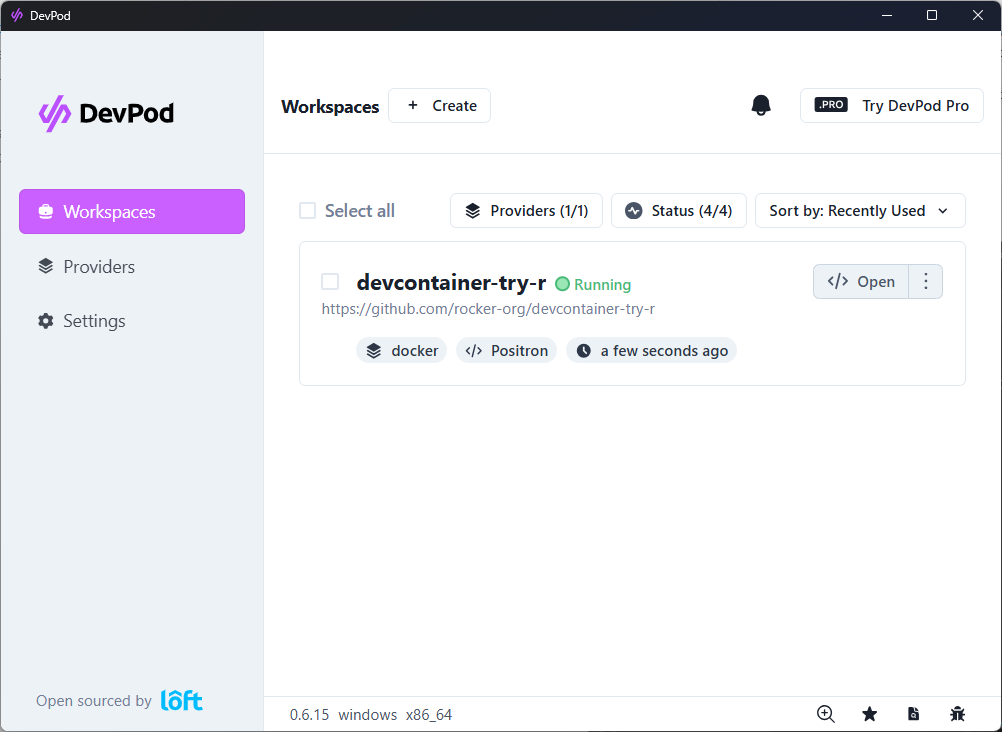 DevPod
DevPod
Workspaces
Providers
Settings
Open sourced by loft
Workspaces
+ Create
.PRO Try DevPod Pro
Select all
Providers (1/1)
Status (4/4)
Sort by: Recently Used
devcontainer-try-r
Running
</> Open
https://github.com/rocker-org/devcontainer-try-r
docker
</> Positron
a few seconds ago
0.6.15 windows x86_64